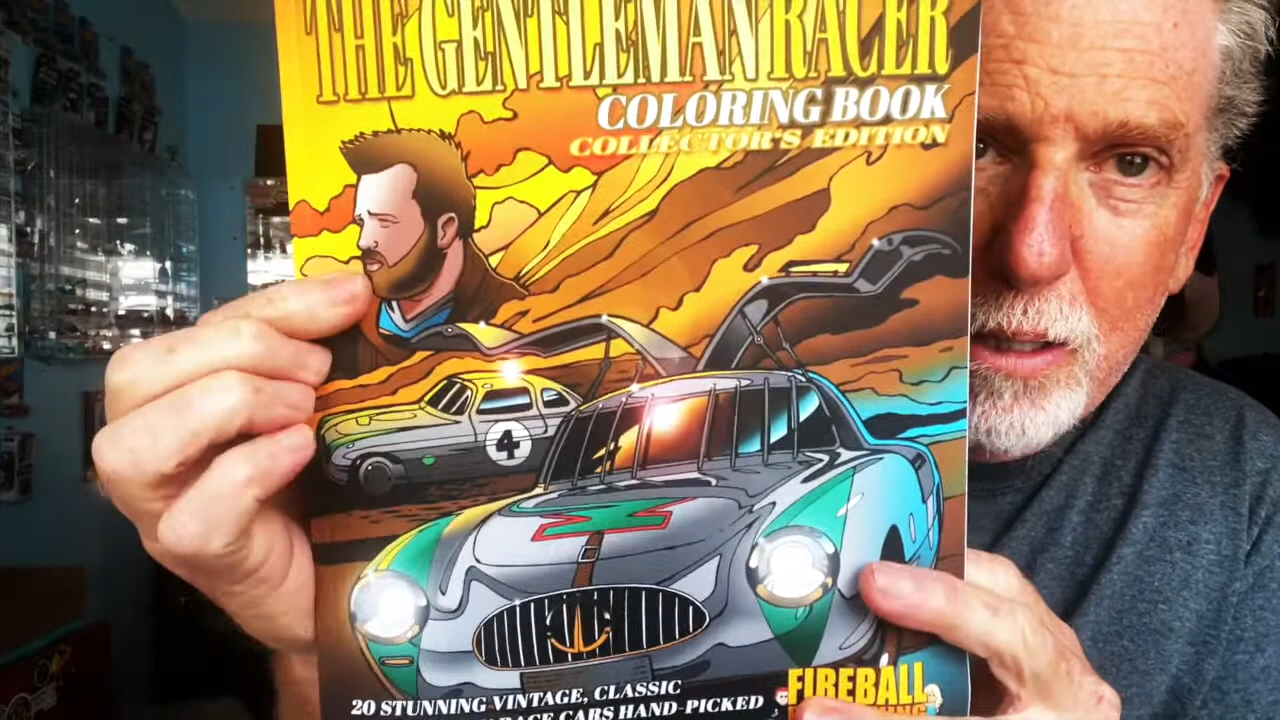 THE GENTLEMAN RACER
COLORING BOOK
COLLECTOR'S EDITION
4
20 STUNNING VINTAGE, CLASSIC
RACE CARS HAND-PICKED
FIREBALL